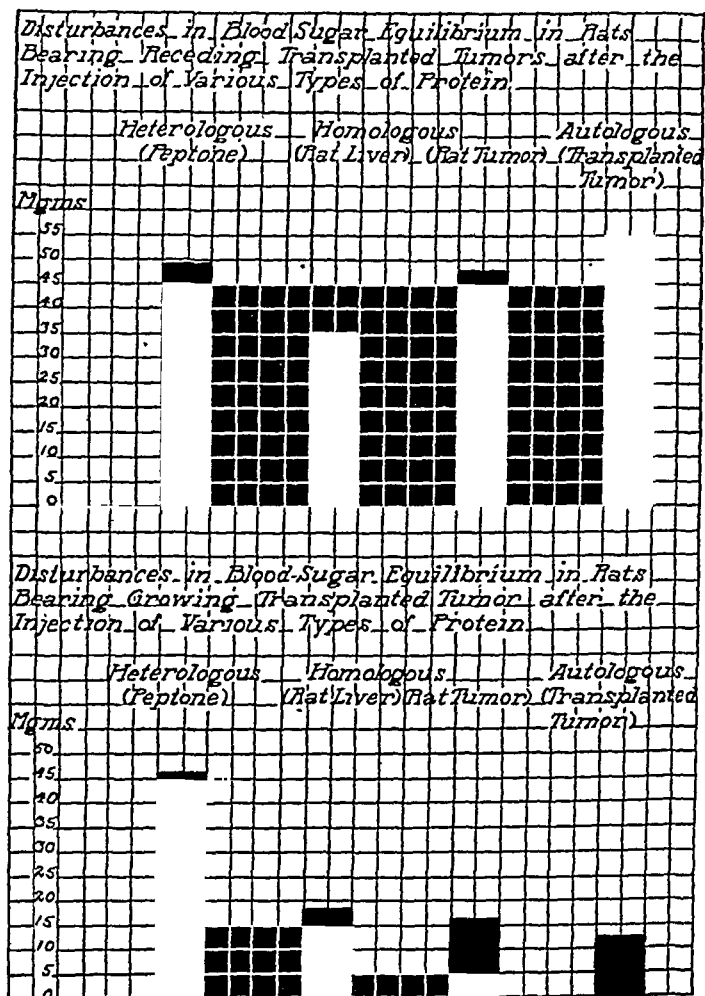 Disturbances in Blood Sugar Equilibrium in Rats
Bearing Receding Transplanted Tumors after the
Injection of Various Types of Protein
Heterologous Homologous Autologous
(Peptone) (Rat Liver) (Rat Tumor) (Transplanted
Tumor)
Mgms
55
50
45
40
35
30
25
20
15
10
5
0
Disturbances in Blood-Sugar Equilibrium in Rats
Bearing Growing Transplanted Tumor after the
Injection of Various Types of Protein
Heterologous Homologous Autologous
(Peptone) (Rat Liver) (Rat Tumor) (Transplanted
Tumor)
Mgms
50
45
40
35
30
25
20
15
10
5
0